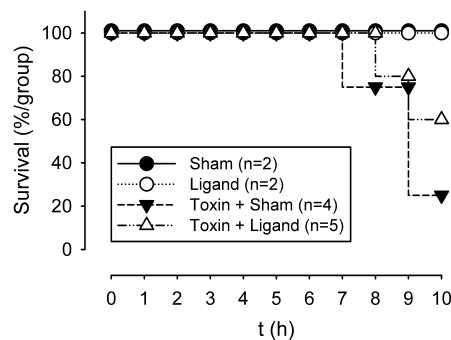 Survival (%/group)
100
80
60
40
20
0
Sham (n=2)
Ligand (n=2)
Toxin + Sham (n=4)
Toxin + Ligand (n=5)
0 1 2 3 4 5 6 7 8 9 10
t (h)